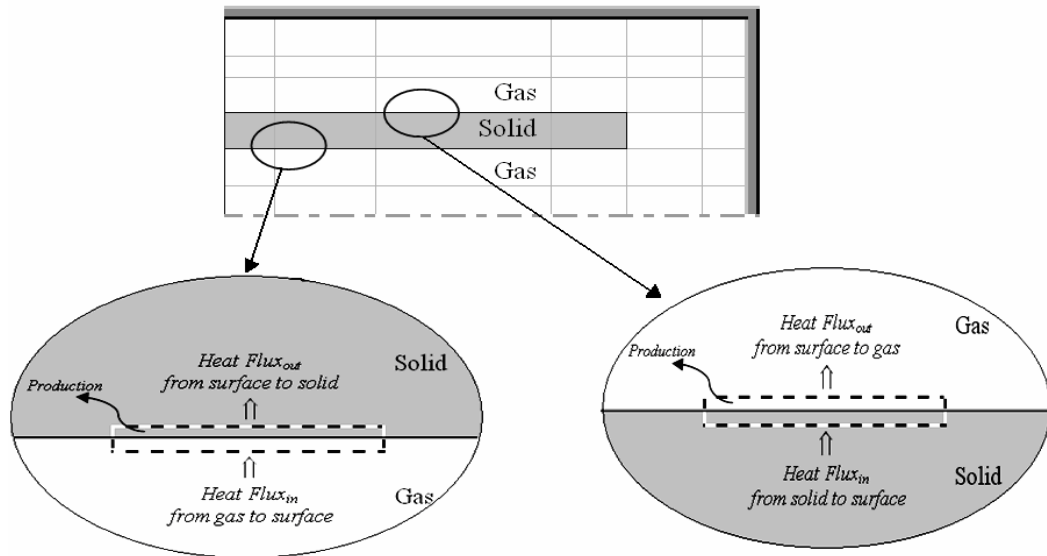 Gas
Solid
Gas
Heat Flux_out
from surface to solid
Solid
Production
Heat Flux_in
from gas to surface
Gas
Heat Flux_out
from surface to gas
Gas
Production
Heat Flux_in
from solid to surface
Solid